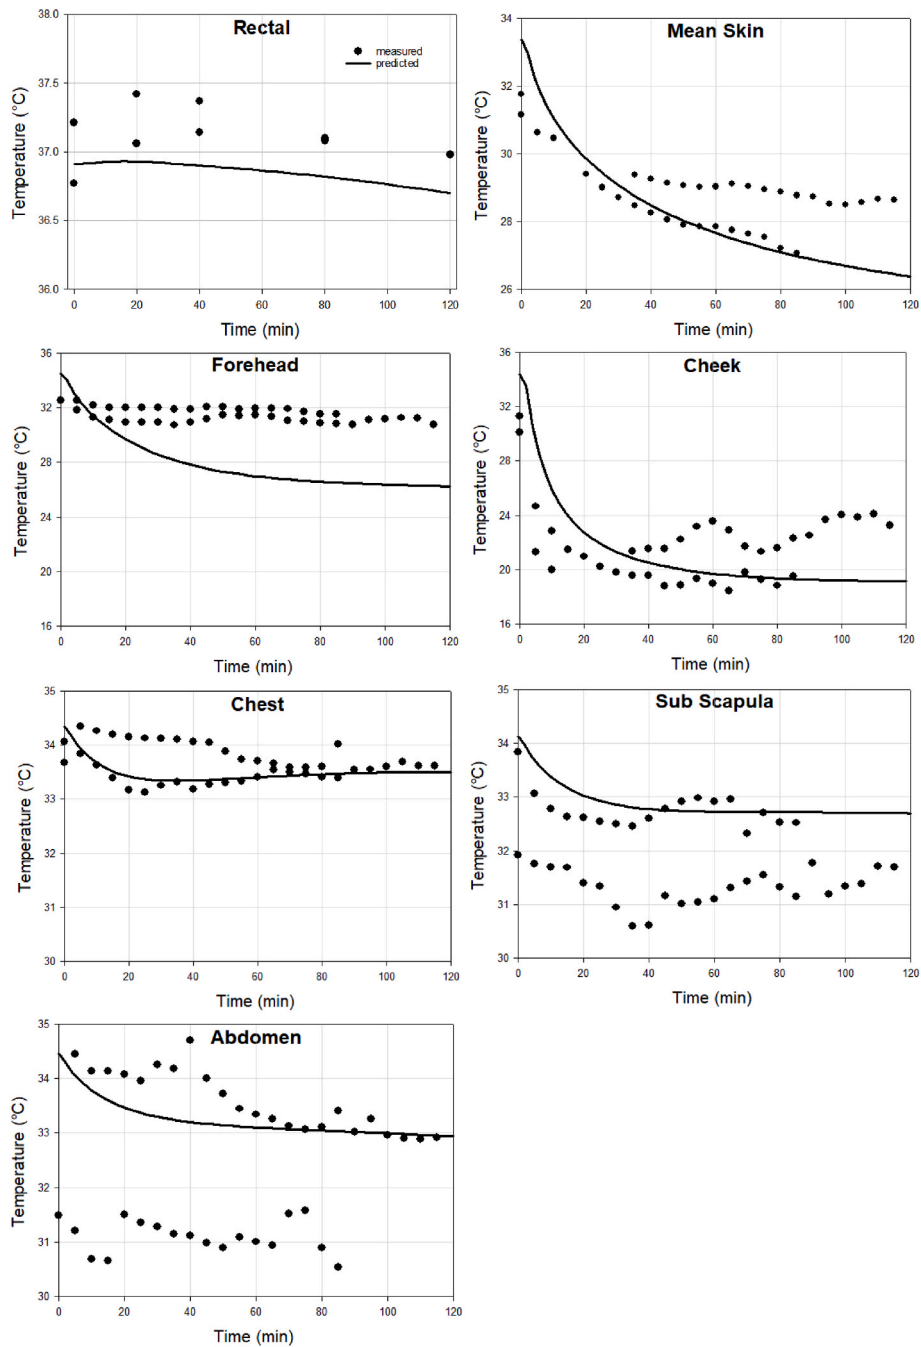 Rectal
measured
predicted
Temperature (°C)
38.0
37.5
37.0
36.5
36.0
0 20 40 60 80 100 120
Time (min)
Mean Skin
Temperature (°C)
34
32
30
28
26
0 20 40 60 80 100 120
Time (min)
Forehead
Temperature (°C)
36
32
28
24
20
16
0 20 40 60 80 100 120
Time (min)
Cheek
Temperature (°C)
36
32
28
24
20
16
0 20 40 60 80 100 120
Time (min)
Chest
Temperature (°C)
35
34
33
32
31
30
0 20 40 60 80 100 120
Time (min)
Sub Scapula
Temperature (°C)
35
34
33
32
31
30
0 20 40 60 80 100 120
Time (min)
Abdomen
Temperature (°C)
35
34
33
32
31
30
0 20 40 60 80 100 120
Time (min)